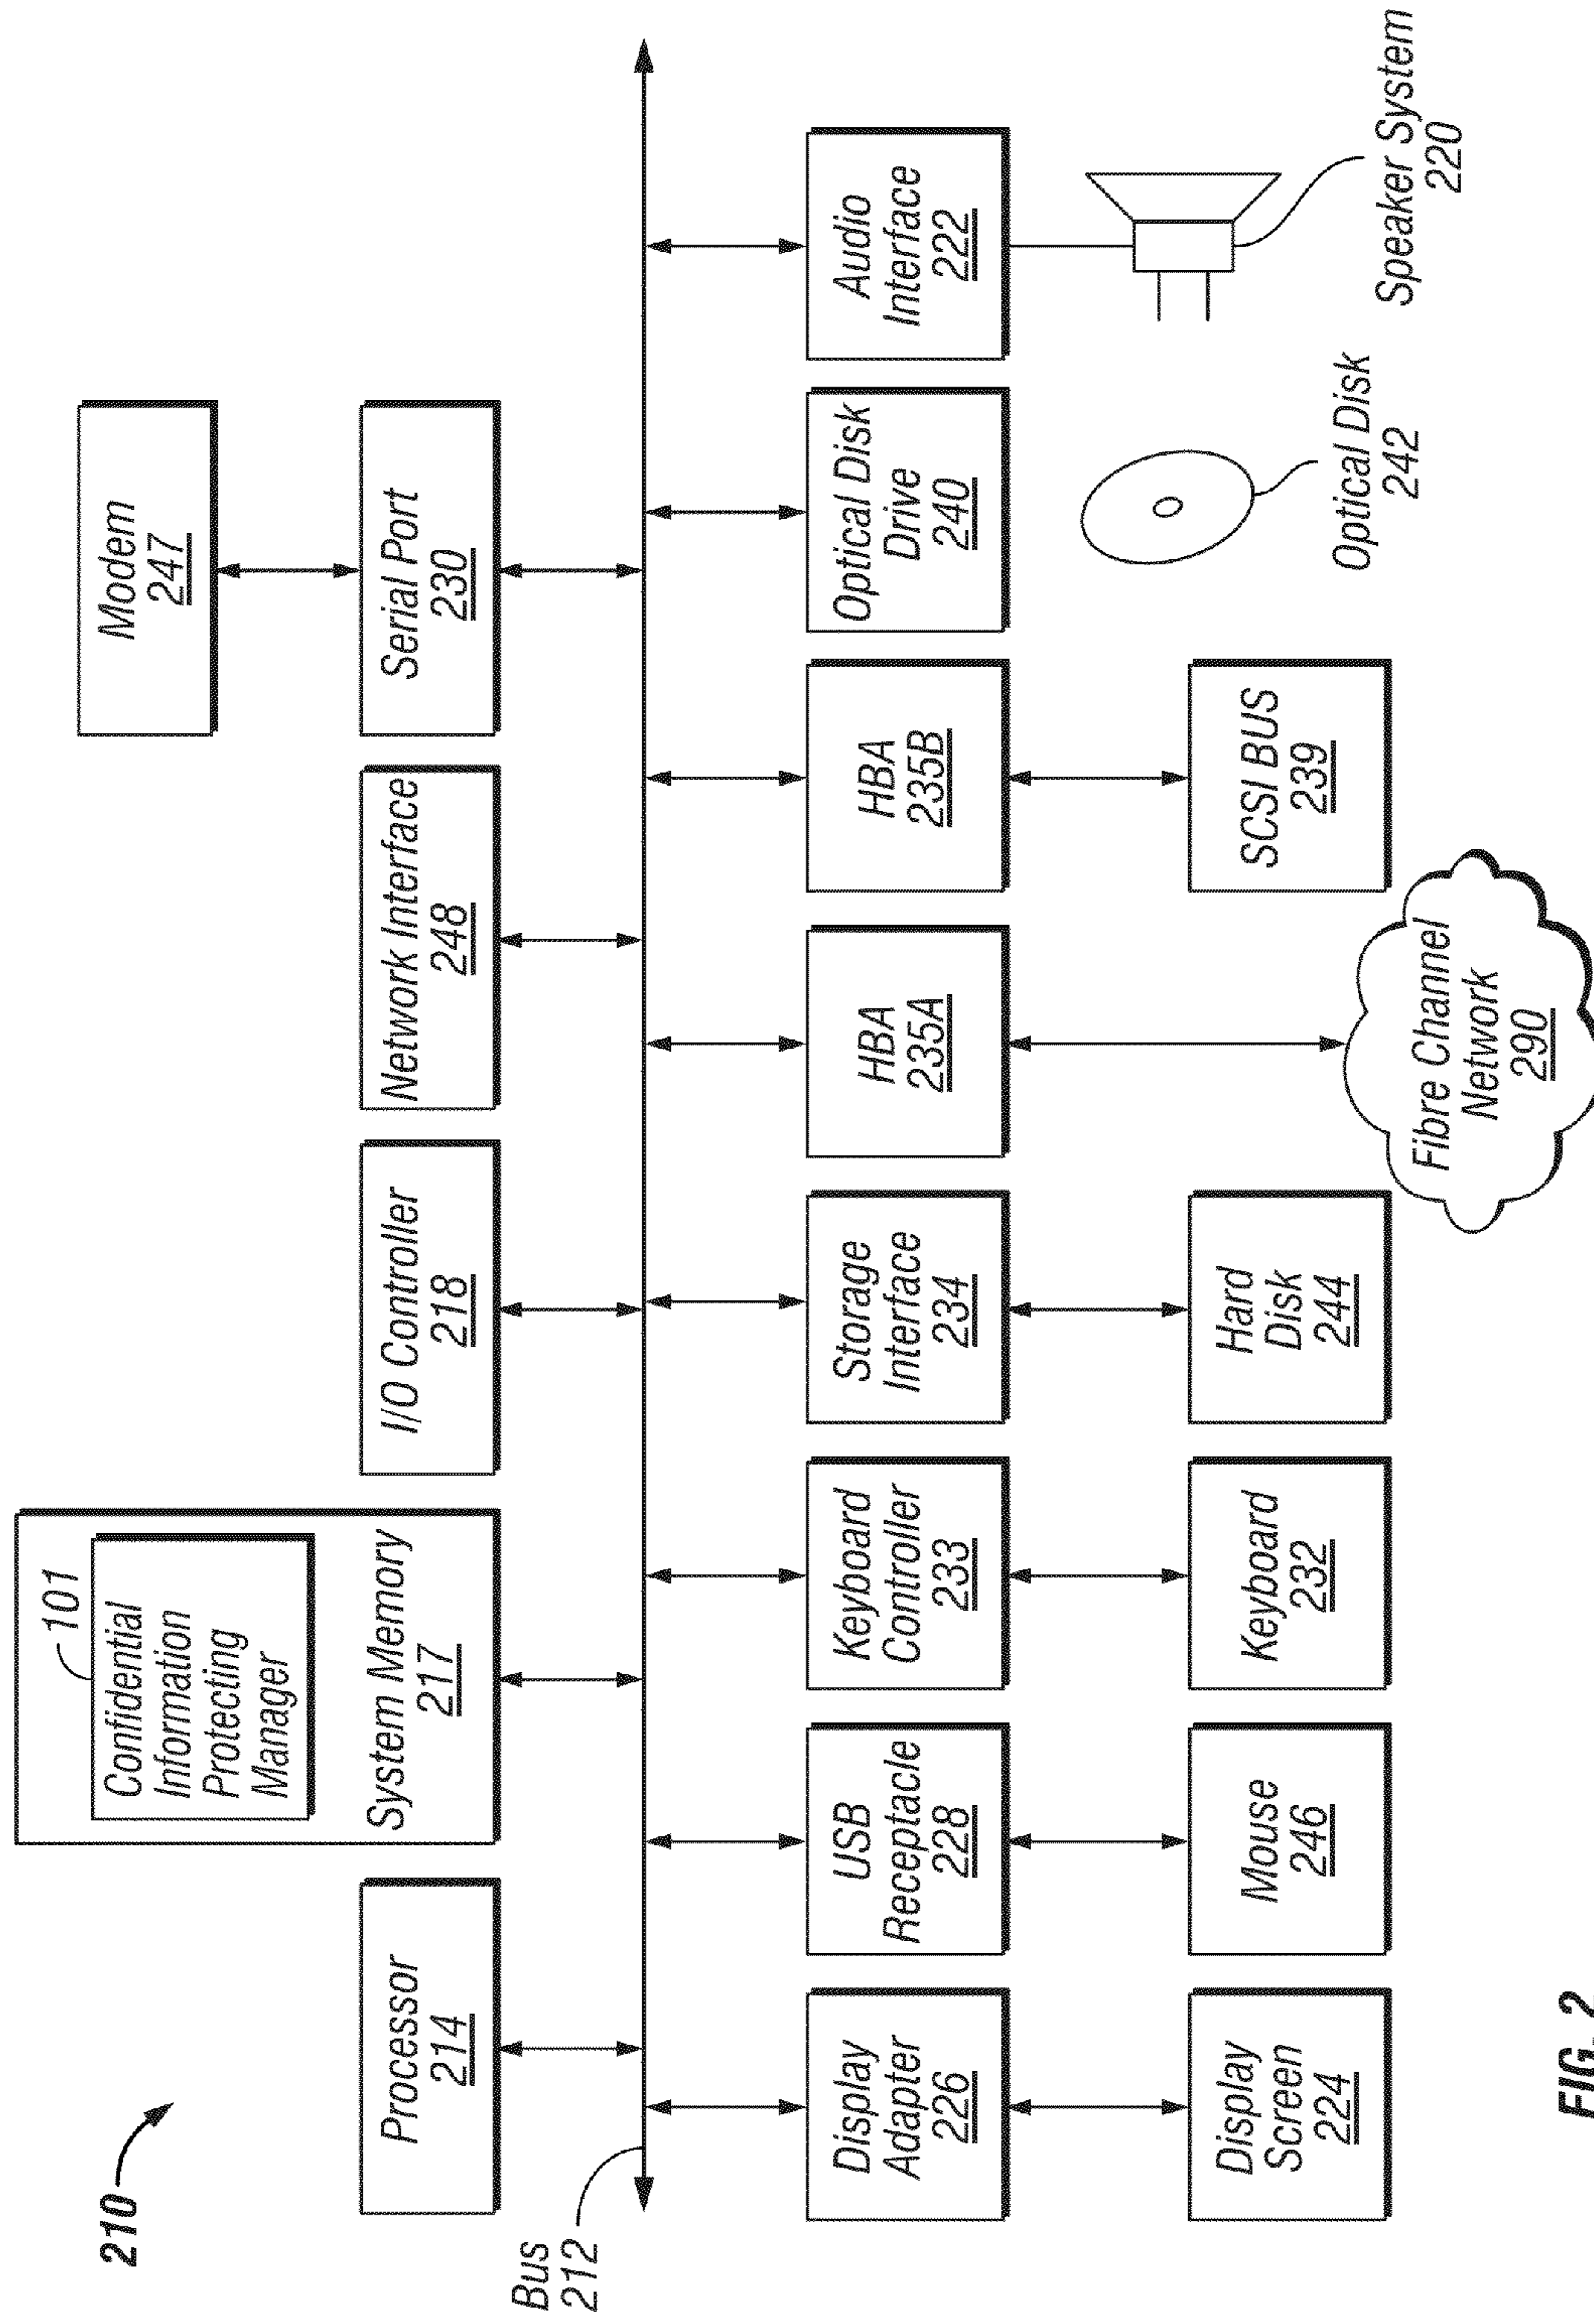 210
Processor
214
101
Confidential
Information
Protecting
Manager
System Memory
217
I/O Controller
218
Network Interface
248
Modem
247
Serial Port
230
Bus
212
Display
Adapter
226
USB
Receptacle
228
Keyboard
Controller
233
Storage
Interface
234
HBA
235A
HBA
235B
Optical Disk
Drive
240
Audio
Interface
222
Display
Screen
224
Mouse
246
Keyboard
232
Hard
Disk
244
Fibre Channel
Network
290
SCSI BUS
239
Optical Disk
242
Speaker System
220
FIG. 2